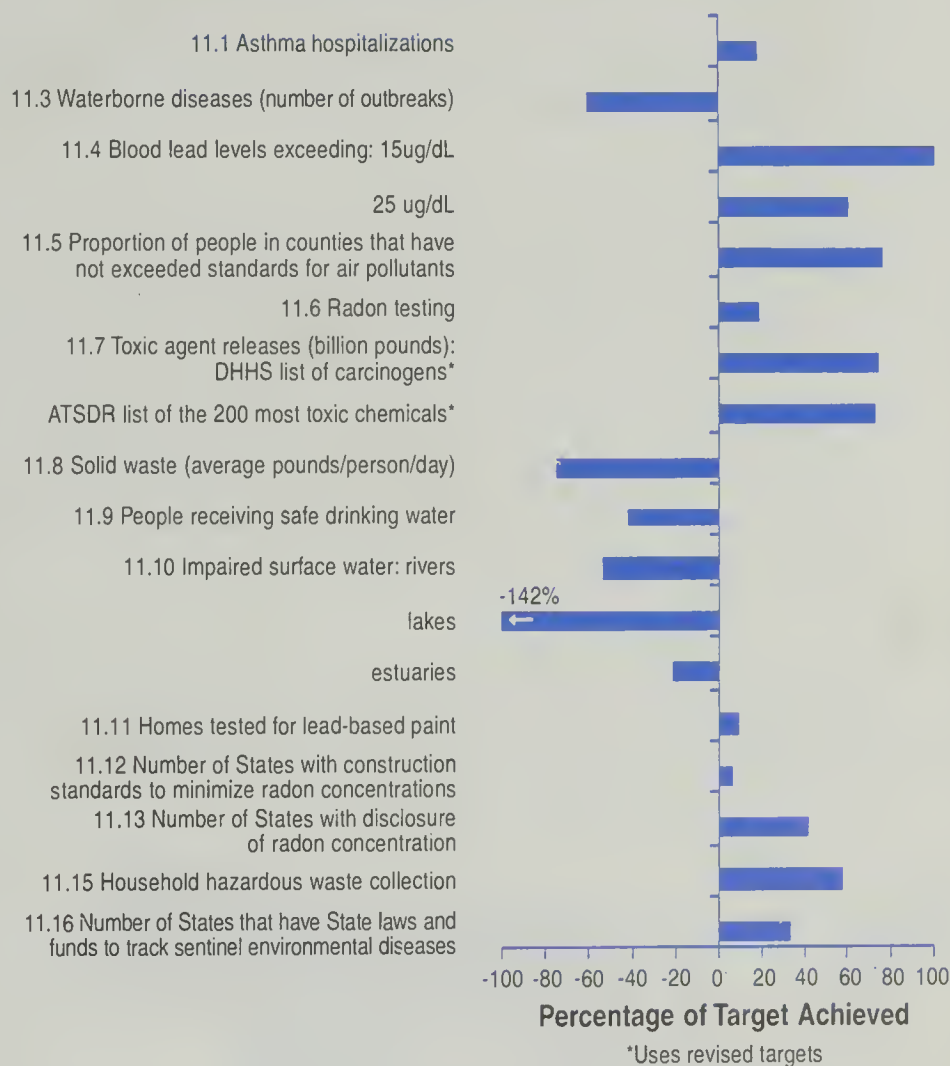 11.1 Asthma hospitalizations
11.3 Waterborne diseases (number of outbreaks)
11.4 Blood lead levels exceeding: 15ug/dL
25 ug/dL
11.5 Proportion of people in counties that have
not exceeded standards for air pollutants
11.6 Radon testing
11.7 Toxic agent releases (billion pounds):
DHHS list of carcinogens*
ATSDR list of the 200 most toxic chemicals*
11.8 Solid waste (average pounds/person/day)
11.9 People receiving safe drinking water
11.10 Impaired surface water: rivers
-142%
lakes
estuaries
11.11 Homes tested for lead-based paint
11.12 Number of States with construction
standards to minimize radon concentrations
11.13 Number of States with disclosure
of radon concentration
11.15 Household hazardous waste collection
11.16 Number of States that have State laws and
funds to track sentinel environmental diseases
-100 -80 -60 -40 -20 0 20 40 60 80 100
Percentage of Target Achieved
*Uses revised targets